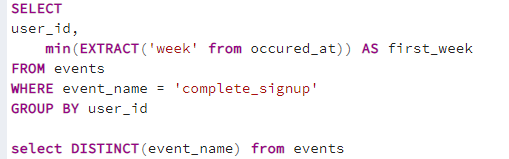 SELECT
user_id,
    min(EXTRACT('week' from occured_at)) AS first_week
FROM events
WHERE event_name = 'complete_signup'
GROUP BY user_id

select DISTINCT(event_name) from events